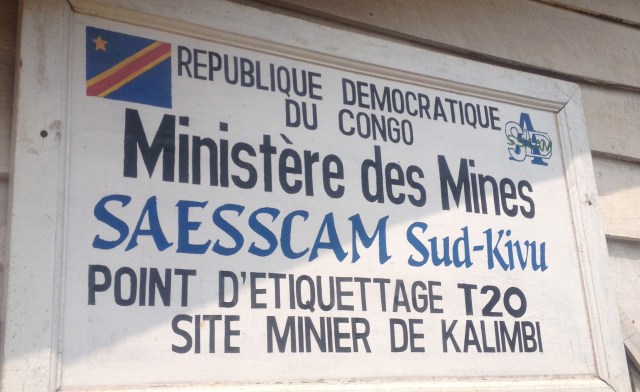 REPUBLIQUE DEMOCRATIQUE
DU CONGO
Ministère des Mines
SAESSCAM Sud-Kivu
POINT D'ETIQUETTAGE T20
SITE MINIER DE KALIMBI